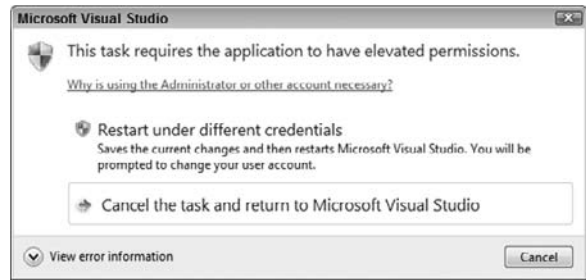 Microsoft Visual Studio
This task requires the application to have elevated permissions.
Why is using the Administrator or other account necessary?
Restart under different credentials
Saves the current changes and then restarts Microsoft Visual Studio. You will be
prompted to change your user account.
Cancel the task and return to Microsoft Visual Studio
View error information
Cancel